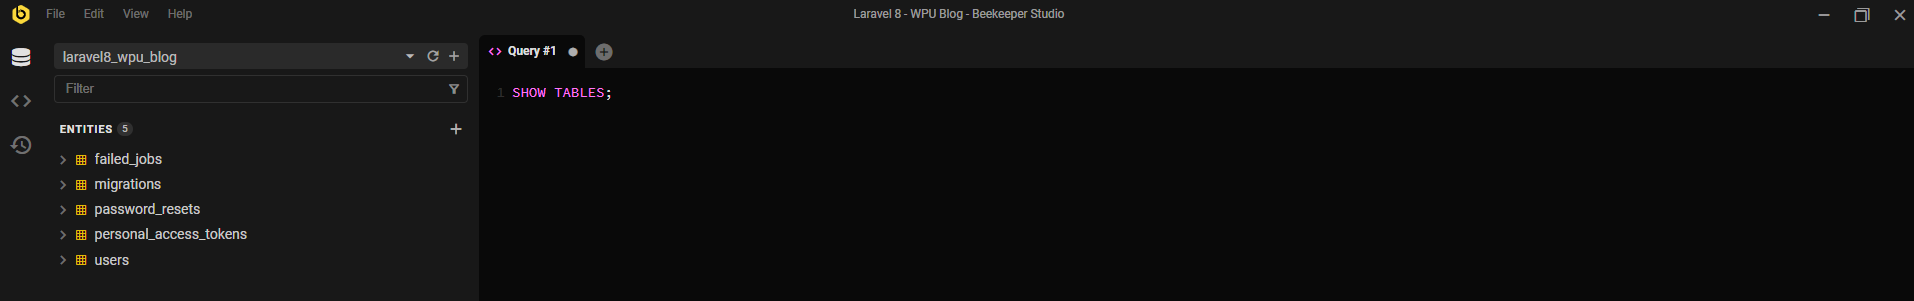 File Edit View Help
Laravel 8 - WPU Blog - Beekeeper Studio
laravel8_wpu_blog
Filter
ENTITIES 5
failed_jobs
migrations
password_resets
personal_access_tokens
users
Query #1
1 SHOW TABLES;